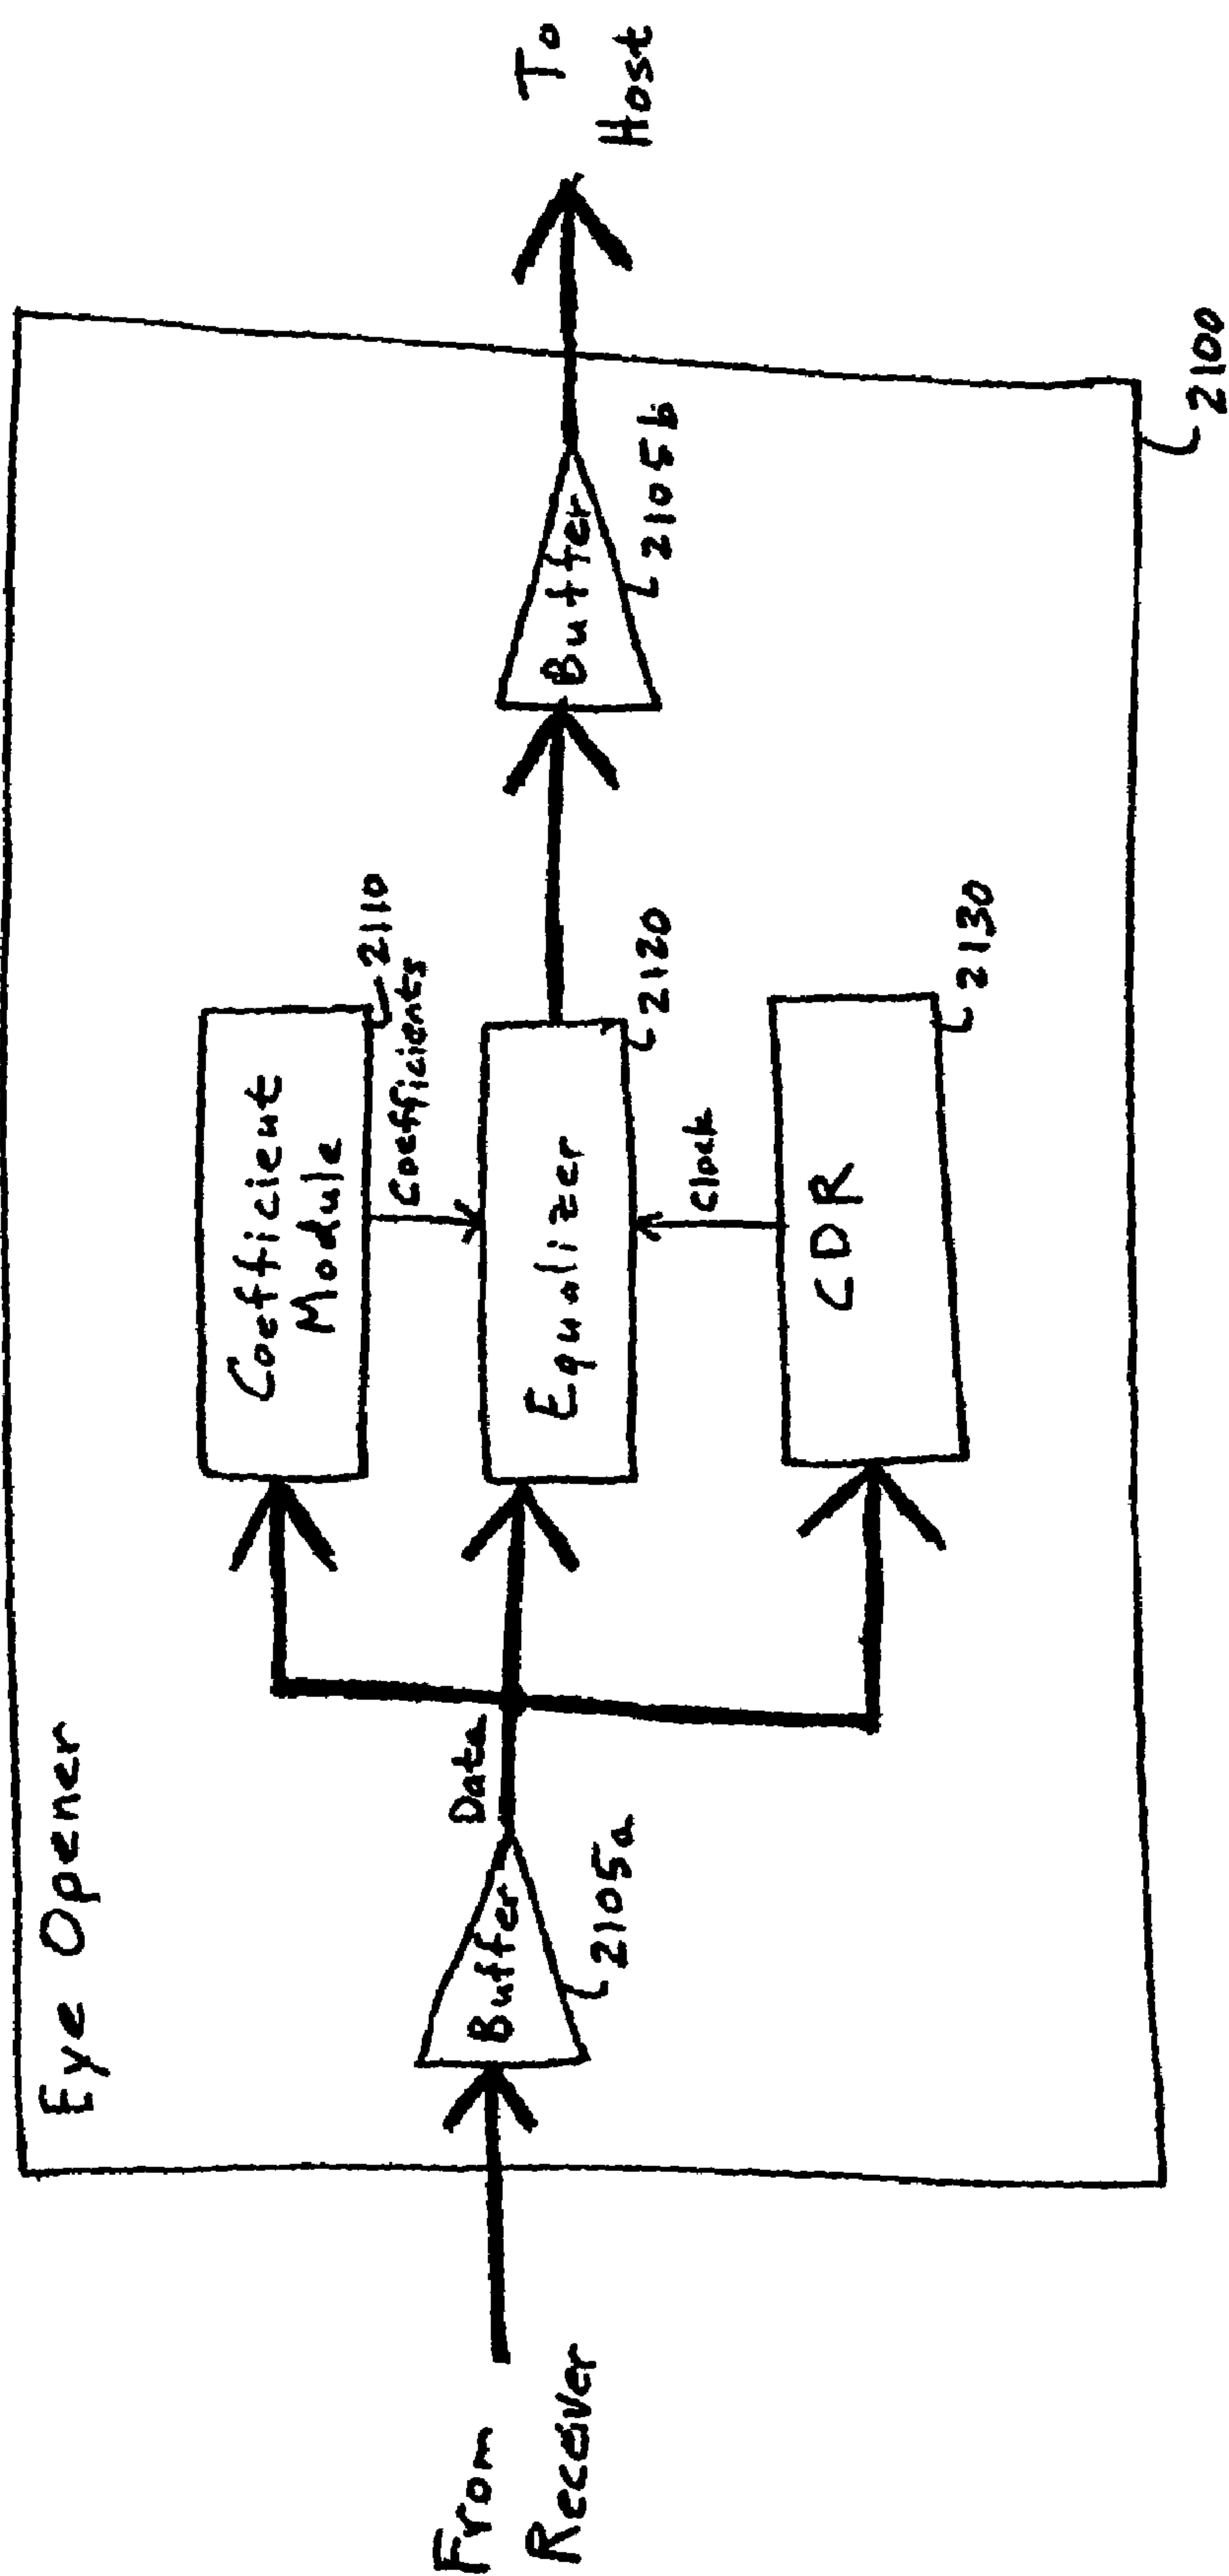 Eye Opener
From
Receiver
Buffer
2105a
Data
Coefficient
Module
2110
Coefficients
Equalizer
2120
Clock
CDR
2130
Buffer
2105b
To
Host
2100